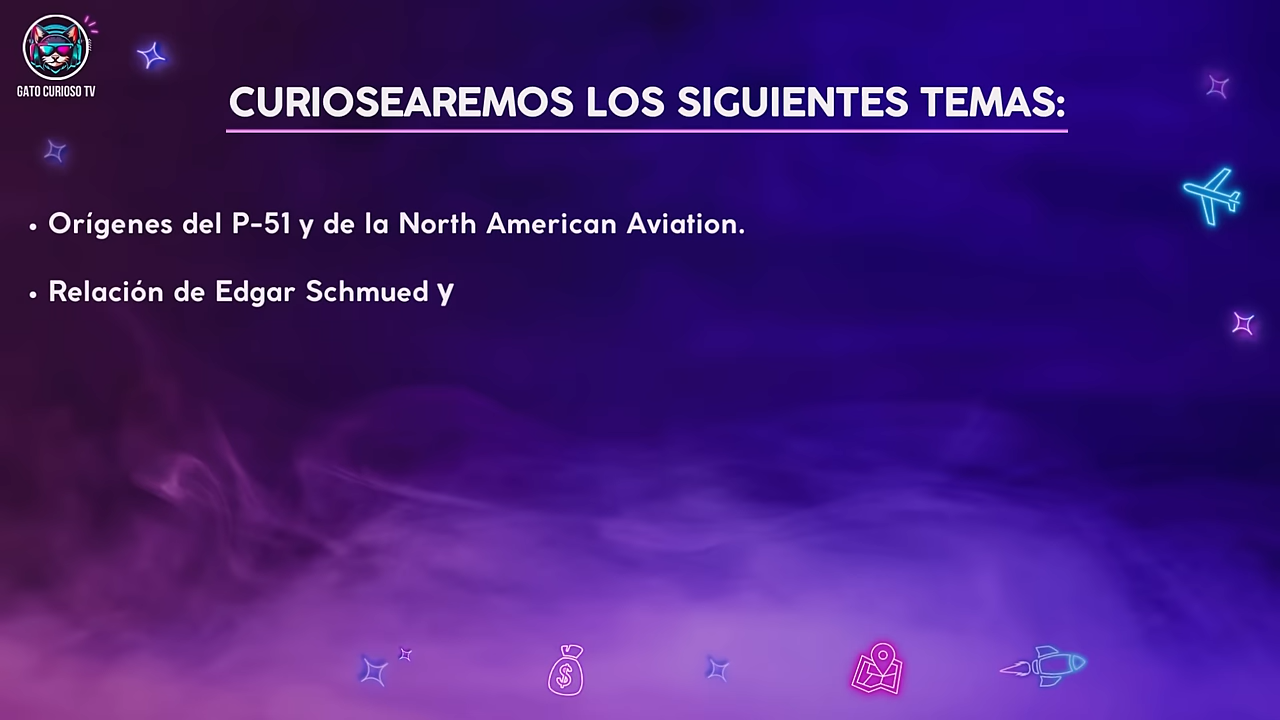 GATO CURIOSO TV
CURIOSEAREMOS LOS SIGUIENTES TEMAS:
• Orígenes del P-51 y de la North American Aviation.
• Relación de Edgar Schmued y
$